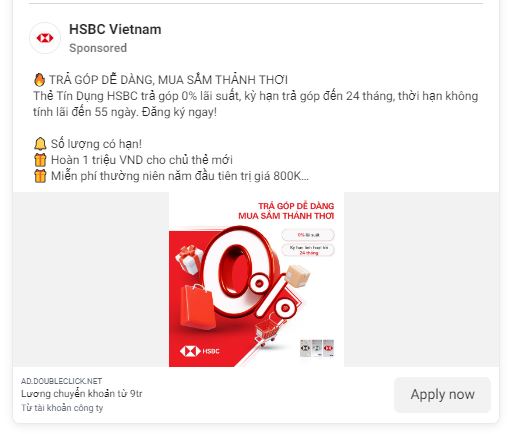 HSBC Vietnam
Sponsored
🔥 TRẢ GÓP DỄ DÀNG, MUA SẮM THẢNH THƠI
Thẻ Tín Dụng HSBC trả góp 0% lãi suất, kỳ hạn trả góp đến 24 tháng, thời hạn không
tính lãi đến 55 ngày. Đăng ký ngay!
🔔 Số lượng có hạn!
🎁 Hoàn 1 triệu VND cho chủ thẻ mới
🎁 Miễn phí thường niên năm đầu tiên trị giá 800K...
TRẢ GÓP DỄ DÀNG
MUA SẮM THẢNH THƠI
0% lãi suất
Kỳ hạn linh hoạt tới
24 tháng
0%
HSBC
AD.DOUBLECLICK.NET
Lương chuyển khoản từ 9tr
Từ tài khoản công ty
Apply now